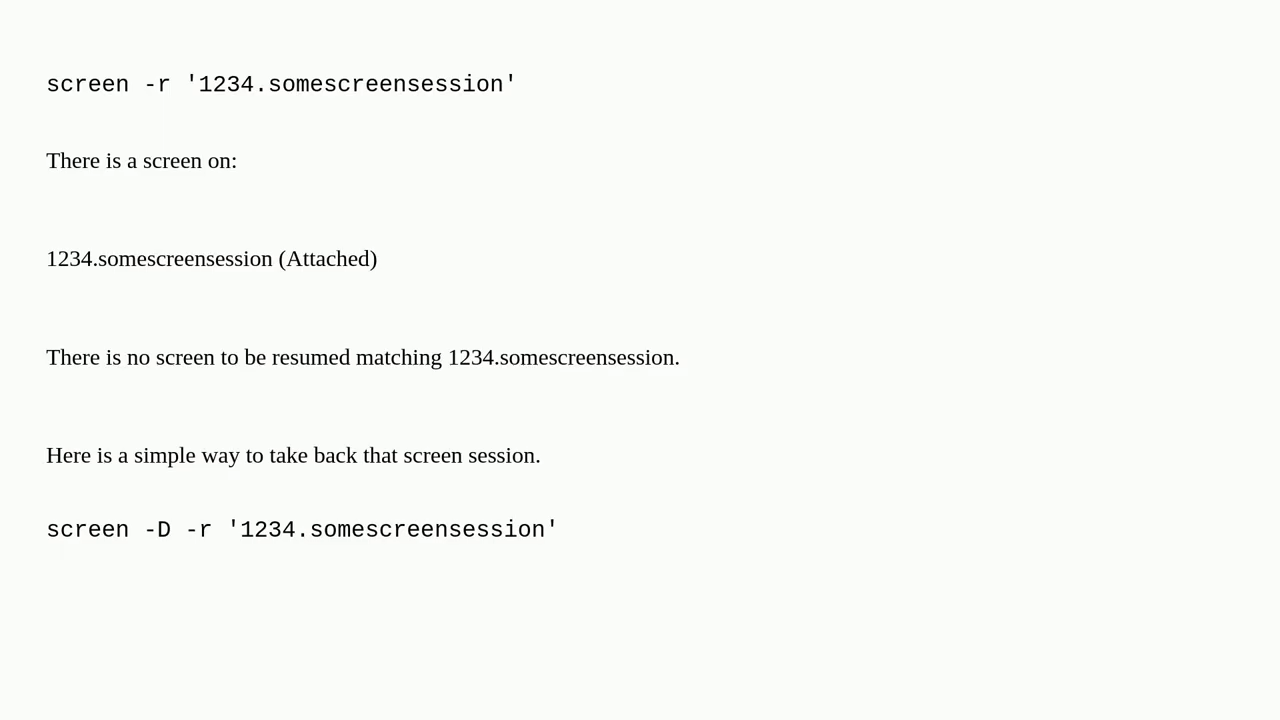 screen -r '1234.somescreensession'
There is a screen on:
1234.somescreensession (Attached)
There is no screen to be resumed matching 1234.somescreensession.
Here is a simple way to take back that screen session.
screen -D -r '1234.somescreensession'